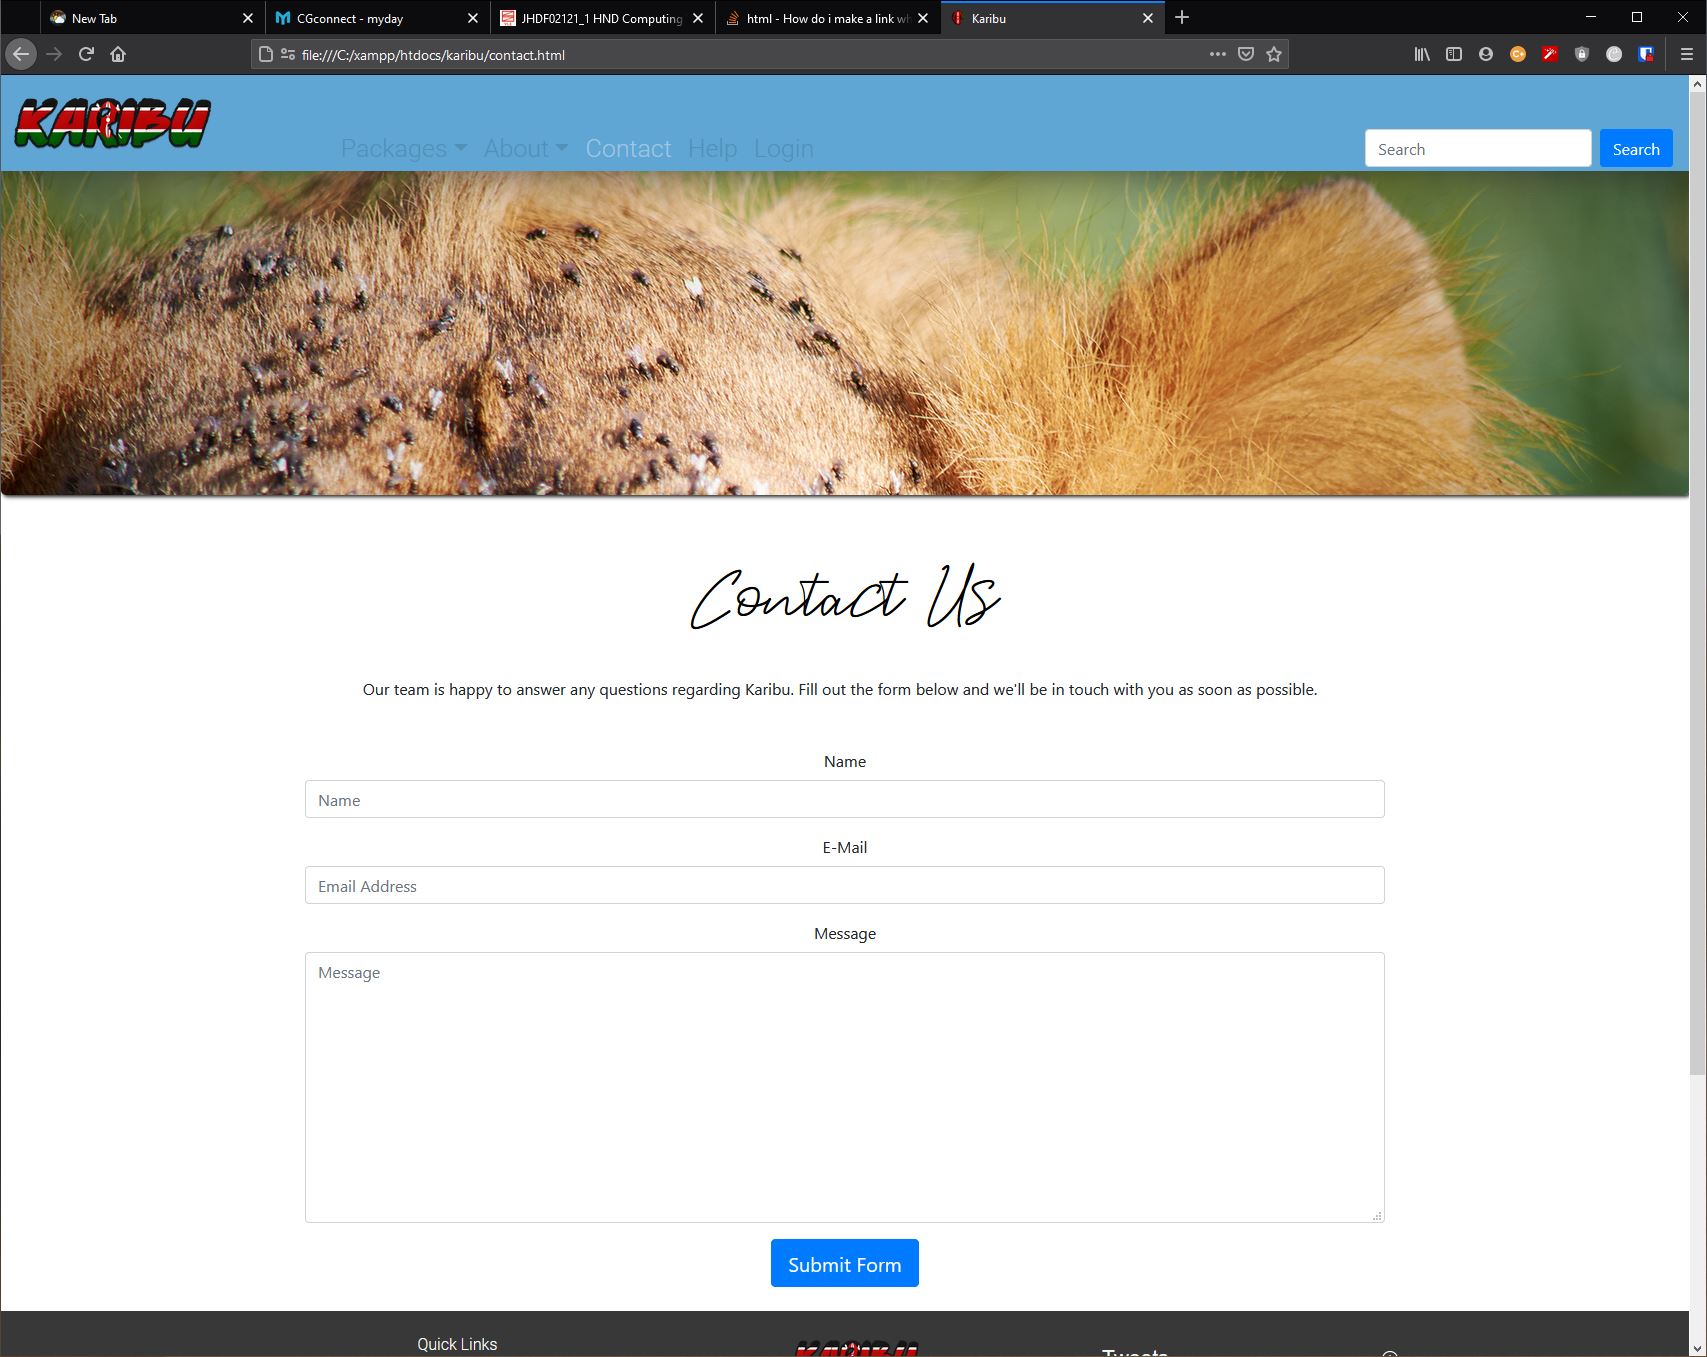 New Tab
CGconnect - myday
JHDF02121_1 HND Computing
html - How do i make a link wh
Karibu
file:///C:/xampp/htdocs/karibu/contact.html
KARIBU
Packages About Contact Help Login
Search
Search
Contact Us
Our team is happy to answer any questions regarding Karibu. Fill out the form below and we'll be in touch with you as soon as possible.
Name
Name
E-Mail
Email Address
Message
Message
Submit Form
Quick Links
KARIBU
Tweets